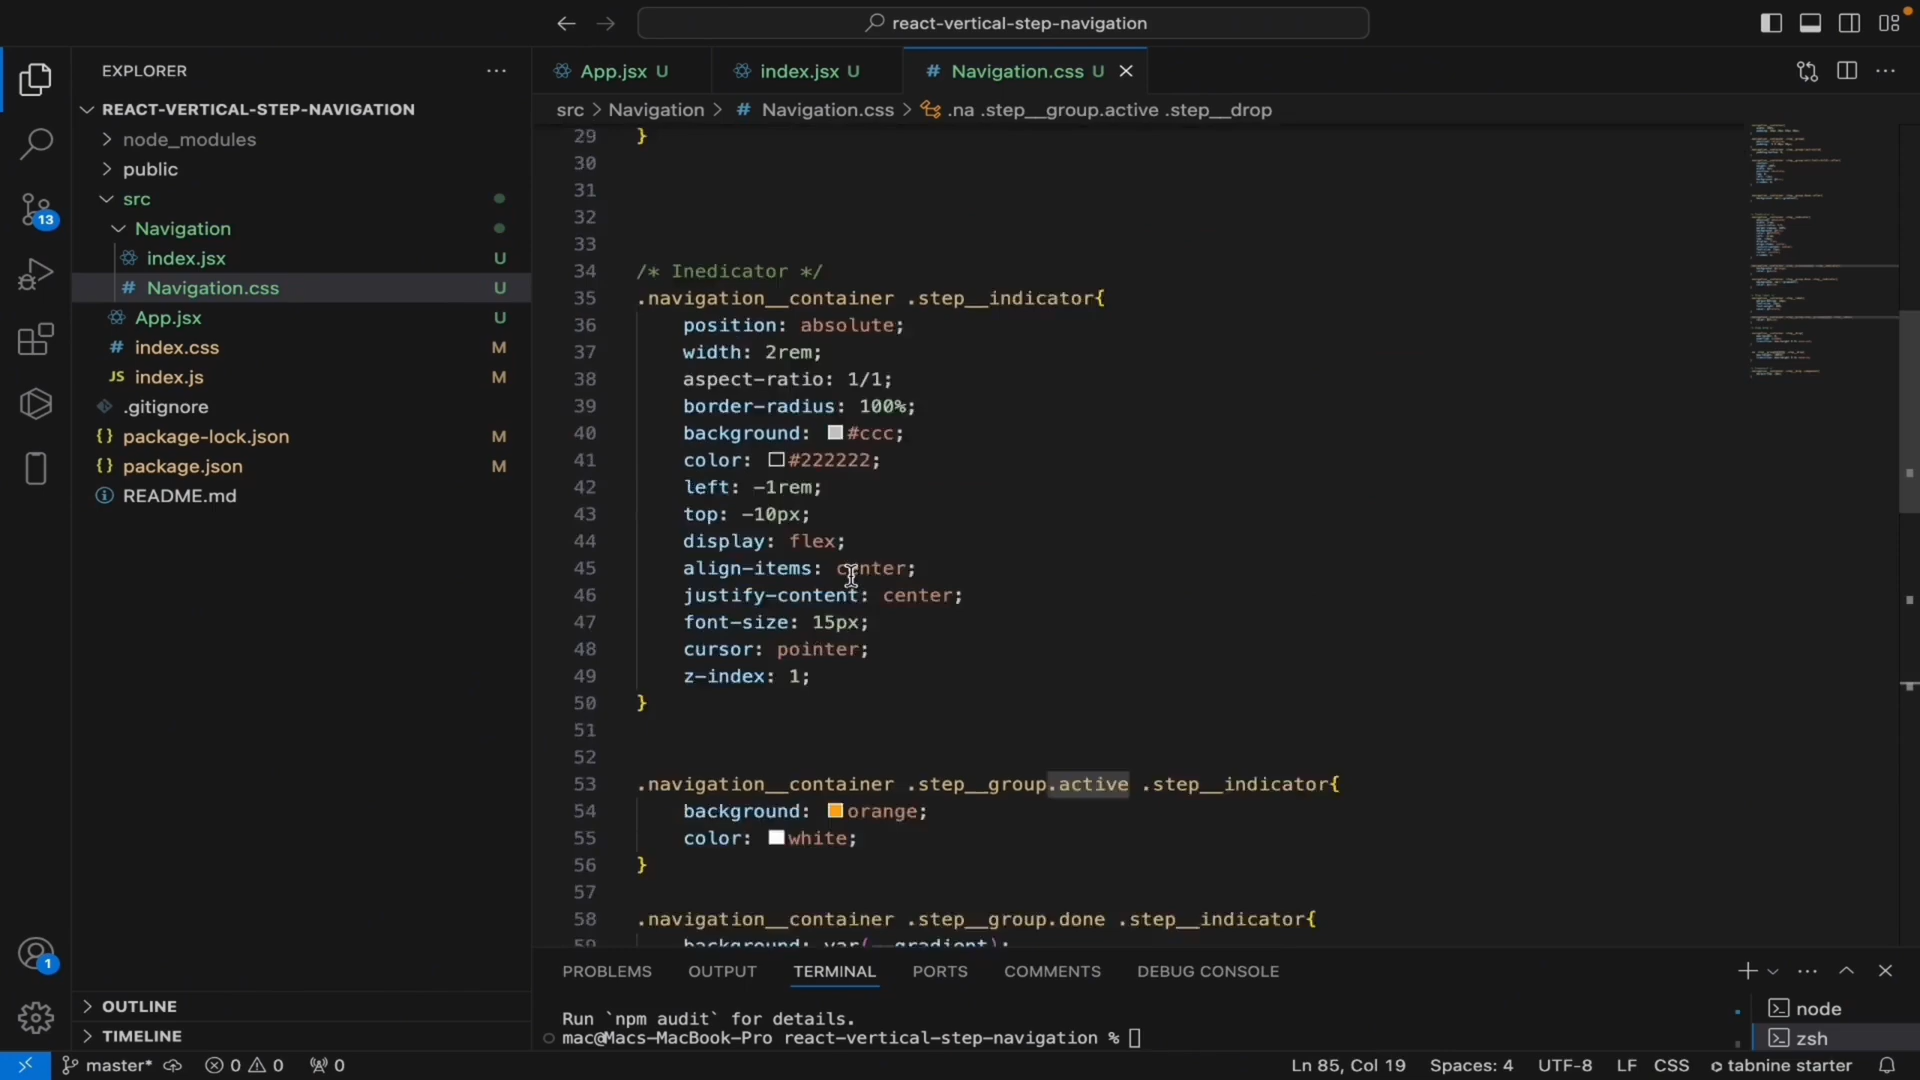 react-vertical-step-navigation
EXPLORER
REACT-VERTICAL-STEP-NAVIGATION
node_modules
public
src
Navigation
index.jsx U
Navigation.css U
App.jsx U
index.css M
index.js M
.gitignore
package-lock.json M
package.json M
README.md
OUTLINE
TIMELINE
13
1
App.jsx U
index.jsx U
Navigation.css U
src > Navigation > Navigation.css > .na .step__group.active .step__drop
29 }
30
31
32
33
34 /* Inedicator */
35 .navigation__container .step__indicator{
36 position: absolute;
37 width: 2rem;
38 aspect-ratio: 1/1;
39 border-radius: 100%;
40 background: #ccc;
41 color: #222222;
42 left: -1rem;
43 top: -10px;
44 display: flex;
45 align-items: center;
46 justify-content: center;
47 font-size: 15px;
48 cursor: pointer;
49 z-index: 1;
50 }
51
52
53 .navigation__container .step__group.active .step__indicator{
54 background: orange;
55 color: white;
56 }
57
58 .navigation__container .step__group.done .step__indicator{
59 background: var(--gradient);
PROBLEMS OUTPUT TERMINAL PORTS COMMENTS DEBUG CONSOLE
Run `npm audit` for details.
mac@Macs-MacBook-Pro react-vertical-step-navigation %
node
zsh
master* 0 0 0 Ln 85, Col 19 Spaces: 4 UTF-8 LF CSS tabnine starter